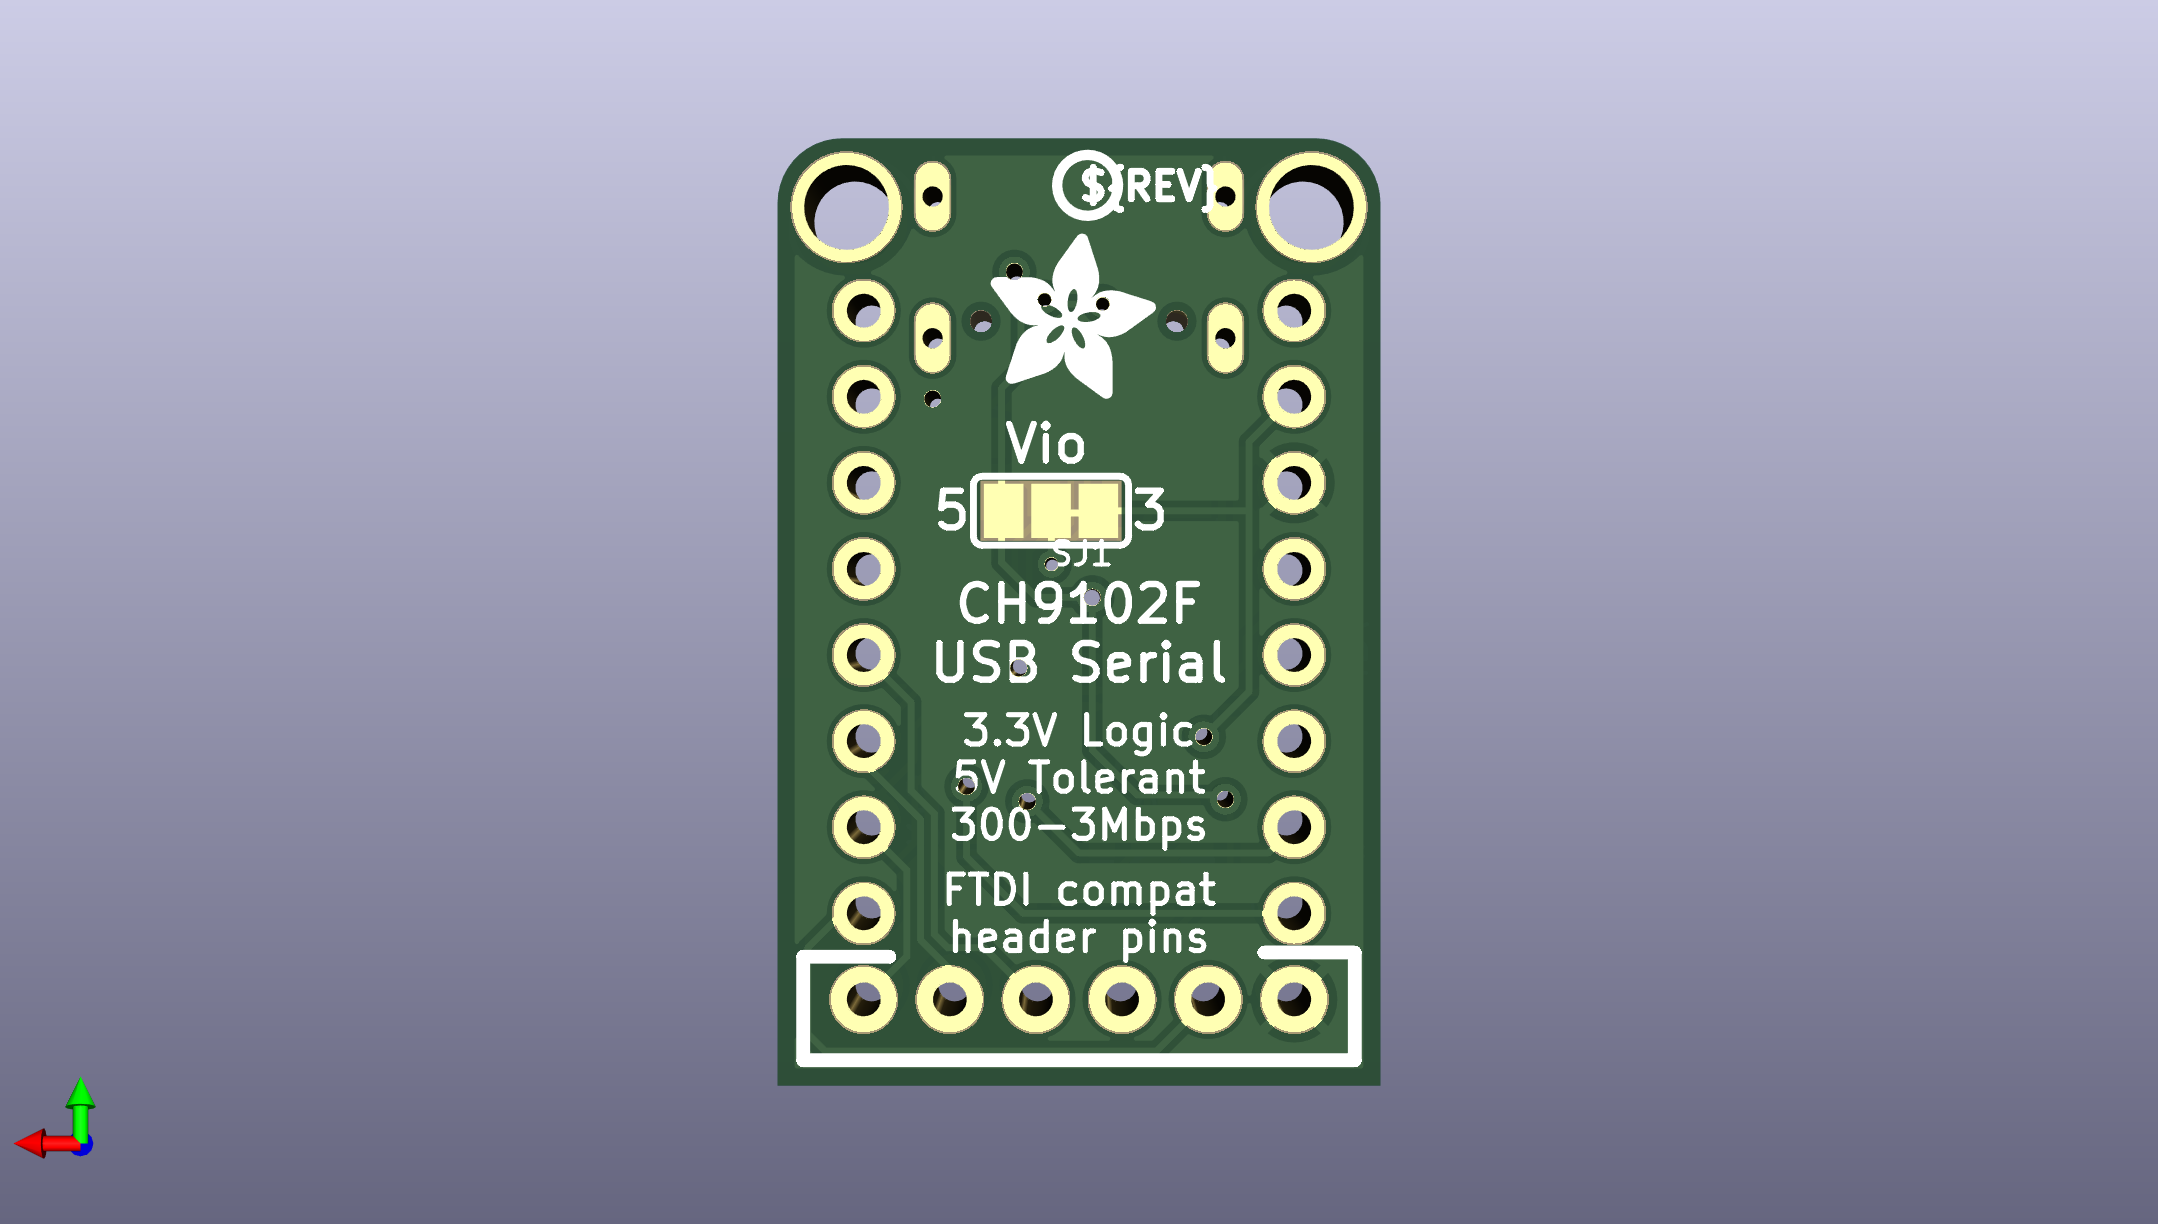 ${REV}
Vio
5 3
SJ1
CH9102F
USB Serial
3.3V Logic
5V Tolerant
300-3Mbps
FTDI compat
header pins